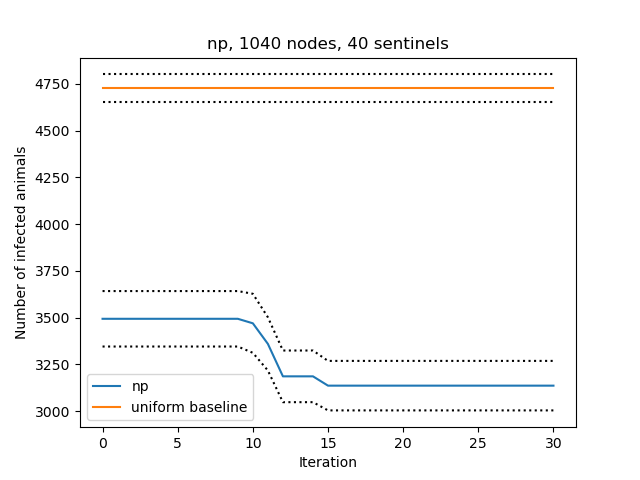 np, 1040 nodes, 40 sentinels
Number of infected animals
4750
4500
4250
4000
3750
3500
3250
3000
np
uniform baseline
0 5 10 15 20 25 30
Iteration